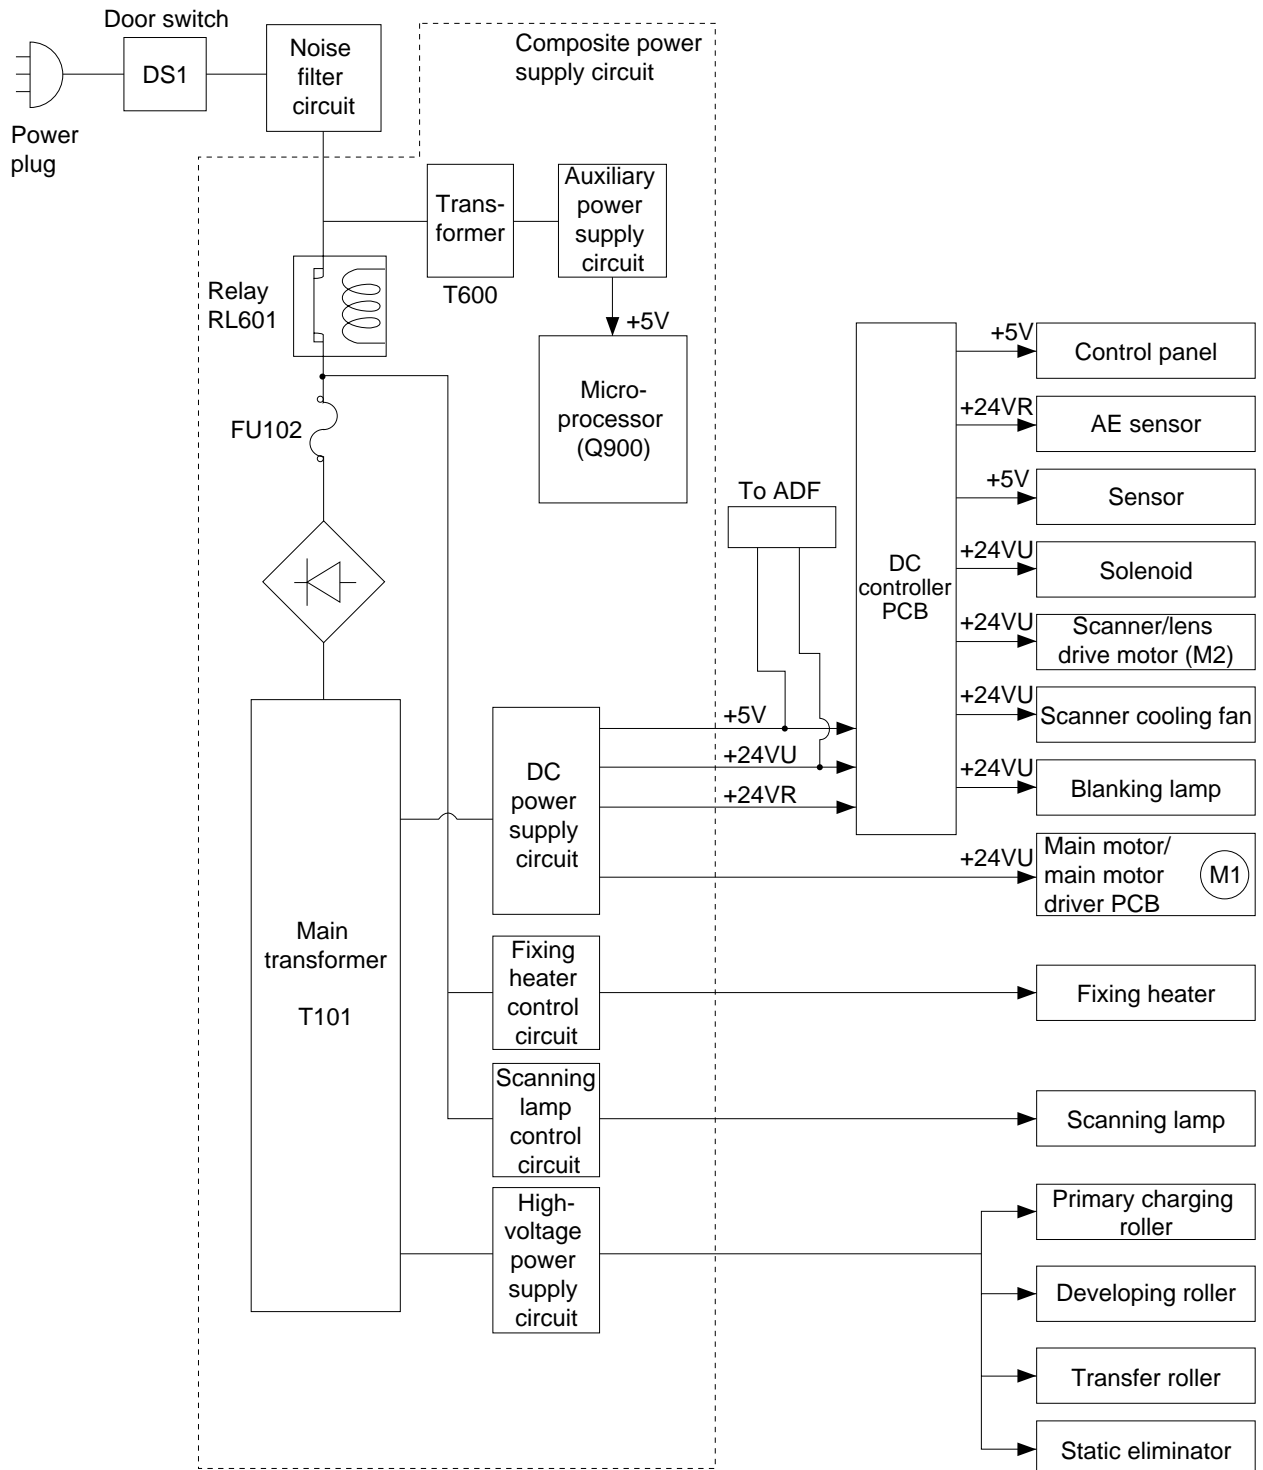 Door switch
DS1
Power
plug
Noise
filter
circuit
Composite power
supply circuit
Trans-
former
T600
Auxiliary
power
supply
circuit
+5V
Relay
RL601
FU102
Micro-
processor
(Q900)
To ADF
DC
controller
PCB
+5V
Control panel
+24VR
AE sensor
+5V
Sensor
+24VU
Solenoid
+24VU
Scanner/lens
drive motor (M2)
+24VU
Scanner cooling fan
+24VU
Blanking lamp
+24VU
Main motor/
main motor
driver PCB
M1
DC
power
supply
circuit
+5V
+24VU
+24VR
Main
transformer
T101
Fixing
heater
control
circuit
Fixing heater
Scanning
lamp
control
circuit
Scanning lamp
High-
voltage
power
supply
circuit
Primary charging
roller
Developing roller
Transfer roller
Static eliminator